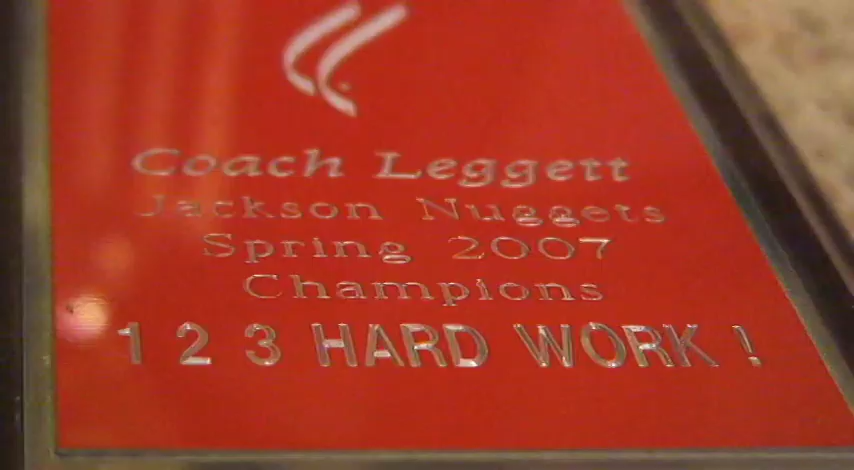 Coach Leggett
Jackson Nuggets
Spring 2007
Champions
1 2 3 HARD WORK !